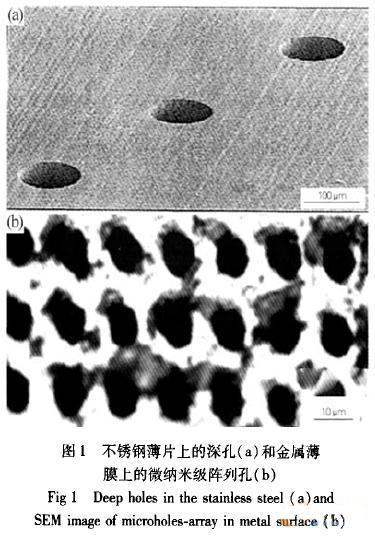 (a)
100μm
(b)
10 μm
图1 不锈钢薄片上的深孔(a)和金属薄
膜上的微纳米级阵列孔(b)
Fig 1 Deep holes in the stainless steel (a) and
SEM image of microholes-array in metal surface (b)